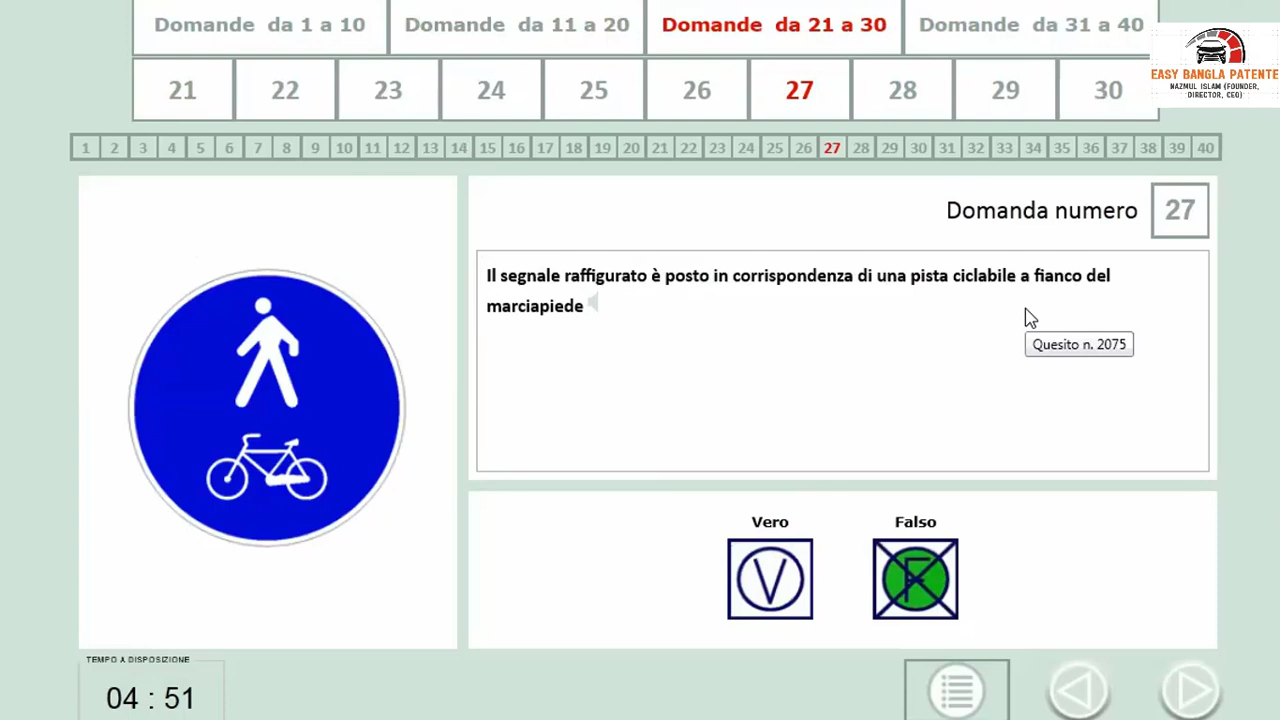 Domande da 1 a 10
Domande da 11 a 20
Domande da 21 a 30
Domande da 31 a 40
EASY BANGLA PATENTE
NAZMUL ISLAM (FOUNDER,
DIRECTOR, CEO)
21 22 23 24 25 26 27 28 29 30
1 2 3 4 5 6 7 8 9 10 11 12 13 14 15 16 17 18 19 20 21 22 23 24 25 26 27 28 29 30 31 32 33 34 35 36 37 38 39 40
Domanda numero 27
Il segnale raffigurato è posto in corrispondenza di una pista ciclabile a fianco del
marciapiede
Quesito n. 2075
Vero Falso
V F
TEMPO A DISPOSIZIONE
04 : 51